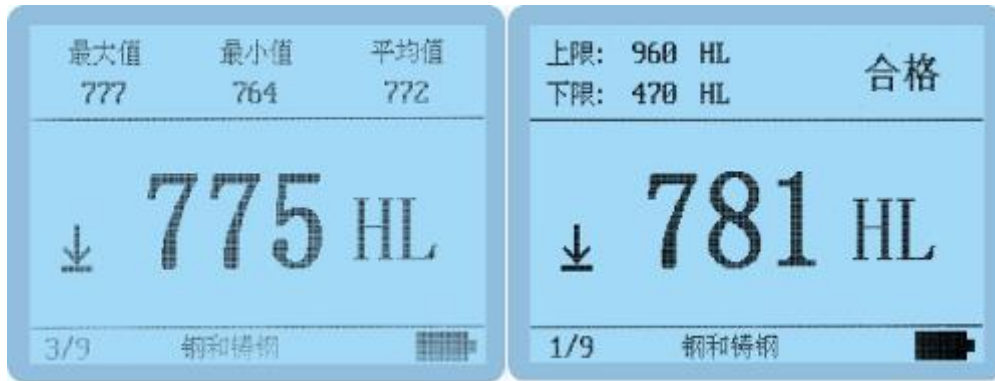 最大值 最小值 平均值
777 764 772
775 HL
3/9 钢和铸钢
上限: 960 HL
下限: 470 HL
合格
781 HL
1/9 钢和铸钢